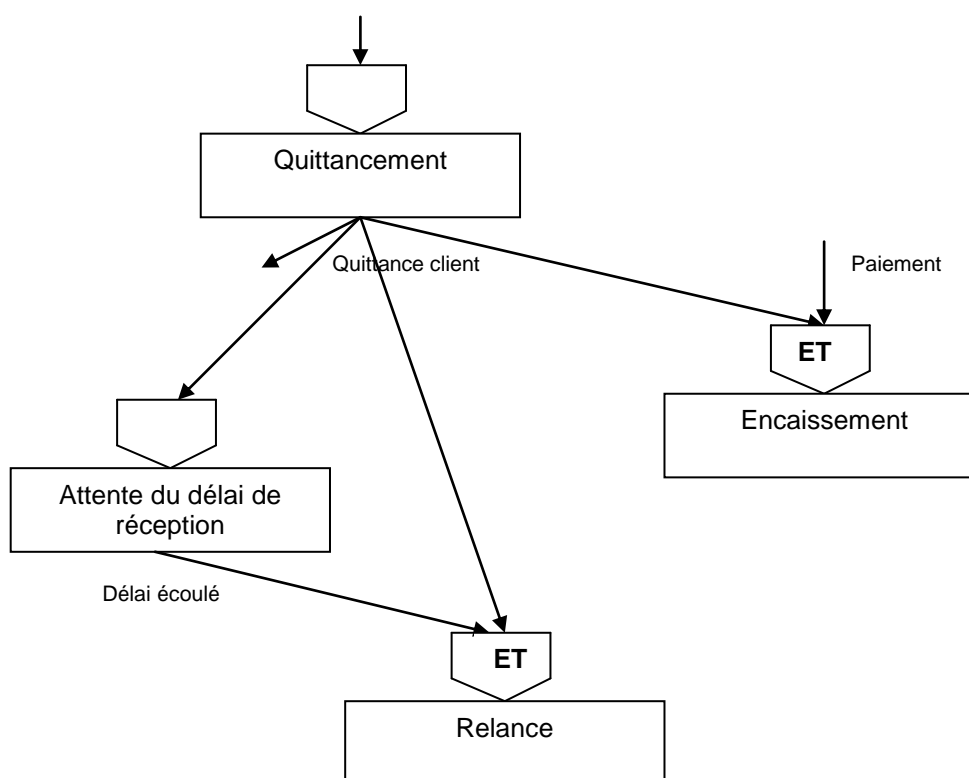 Quittancement
Quittance client
Paiement
ET
Encaissement
Attente du délai de
réception
Délai écoulé
ET
Relance